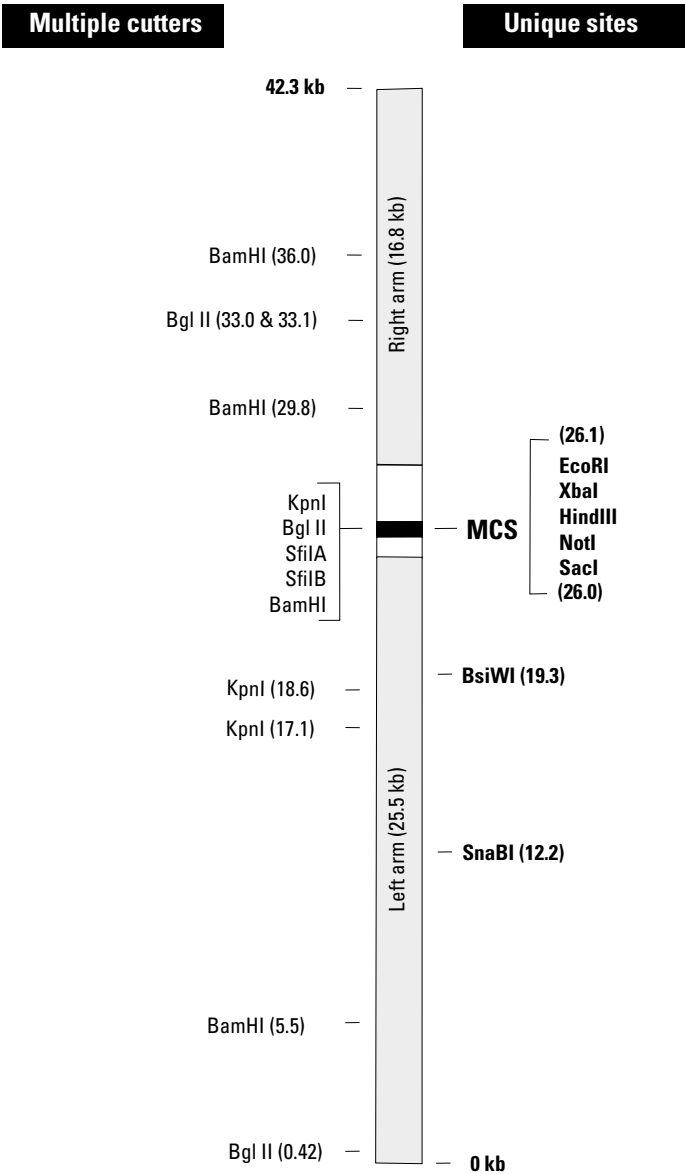 Multiple cutters
Unique sites
42.3 kb
BamHI (36.0)
Bgl II (33.0 & 33.1)
BamHI (29.8)
Right arm (16.8 kb)
KpnI
Bgl II
SfiIA
SfiIB
BamHI
MCS
(26.1)
EcoRI
XbaI
HindIII
NotI
SacI
(26.0)
KpnI (18.6)
KpnI (17.1)
BsiWI (19.3)
SnaBI (12.2)
Left arm (25.5 kb)
BamHI (5.5)
Bgl II (0.42)
0 kb